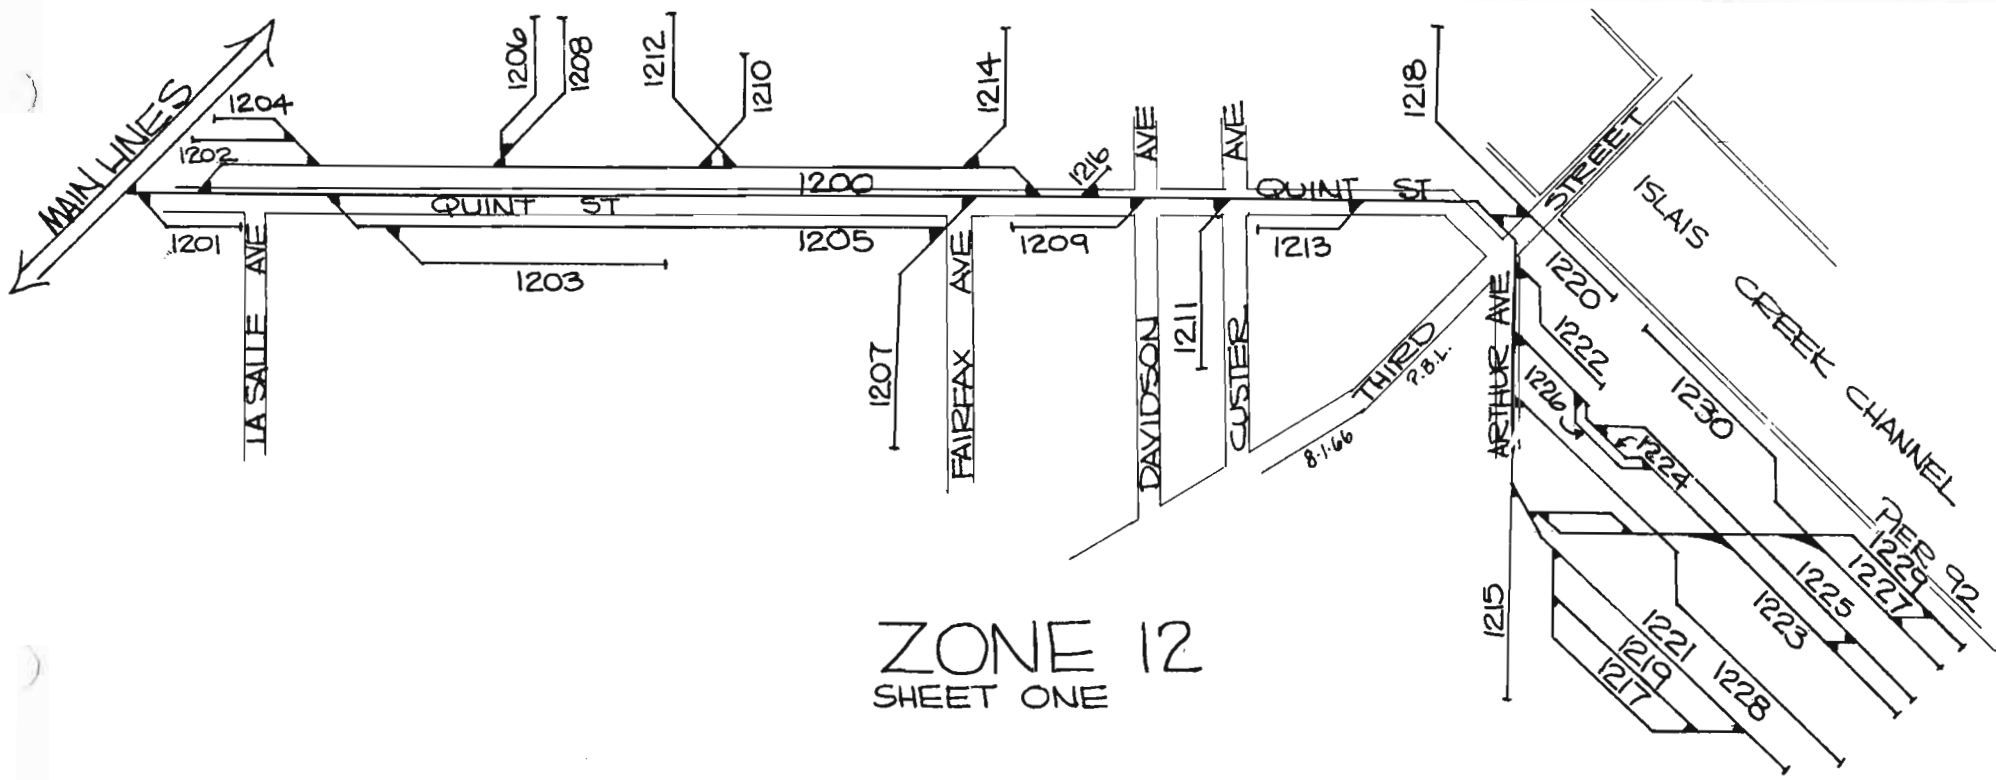 MAIN LINES
1204
1202
1201
LA SALLE AVE
1206
1208
1212
1210
1214
1200
QUINT ST
1203
1205
1207
FAIRFAX AVE
1209
1216
DAVIDSON AVE
1211
CUSTER AVE
QUINT ST
1213
1218
THIRD STREET
P.B.L.
8-1-66
ARTHUR AVE
ISLAIS CREEK CHANNEL
PIER 92
1220
1222
1226
1224
1230
1229
1227
1225
1223
1215
1221
1219
1217
1228
ZONE 12
SHEET ONE